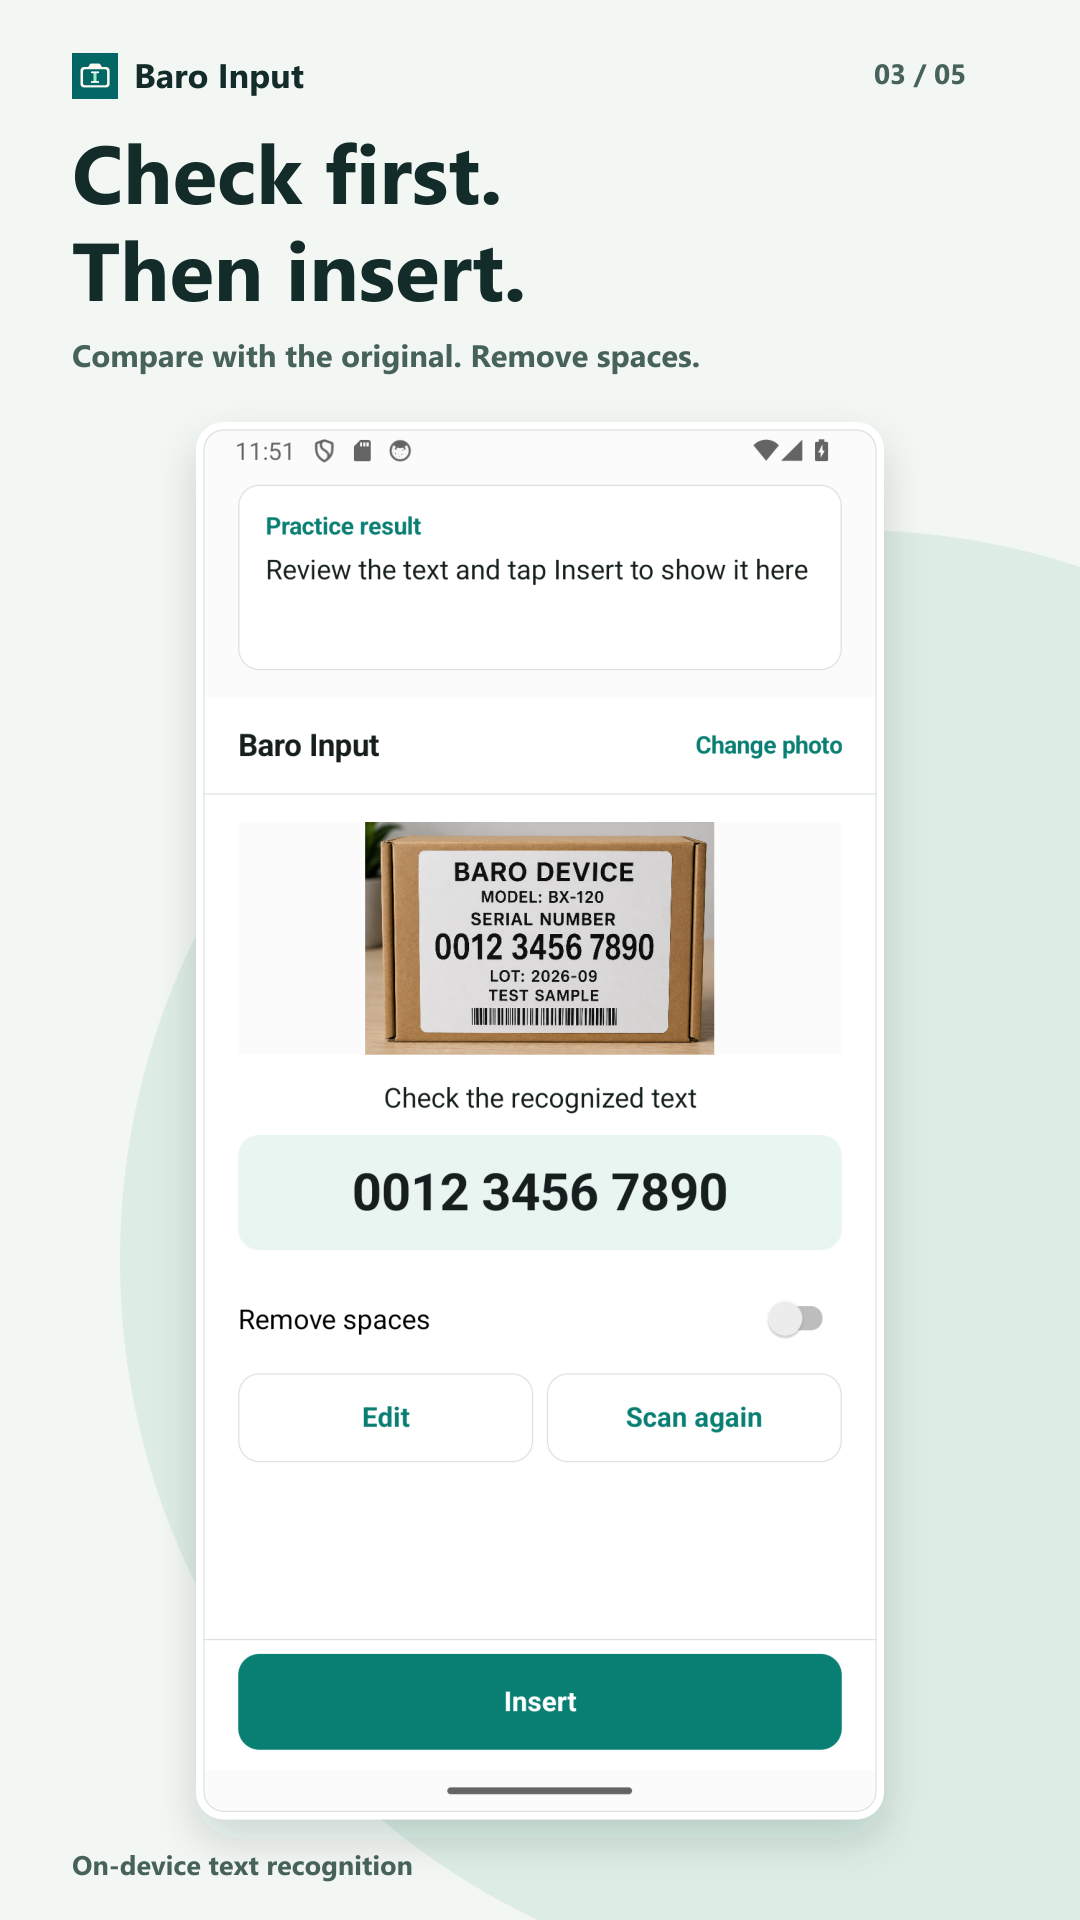 Baro Input
03 / 05
Check first.
Then insert.
Compare with the original. Remove spaces.
11:51
Practice result
Review the text and tap Insert to show it here
Baro Input
Change photo
BARO DEVICE
MODEL: BX-120
SERIAL NUMBER
0012 3456 7890
LOT: 2026-09
TEST SAMPLE
Check the recognized text
0012 3456 7890
Remove spaces
Edit
Scan again
Insert
On-device text recognition